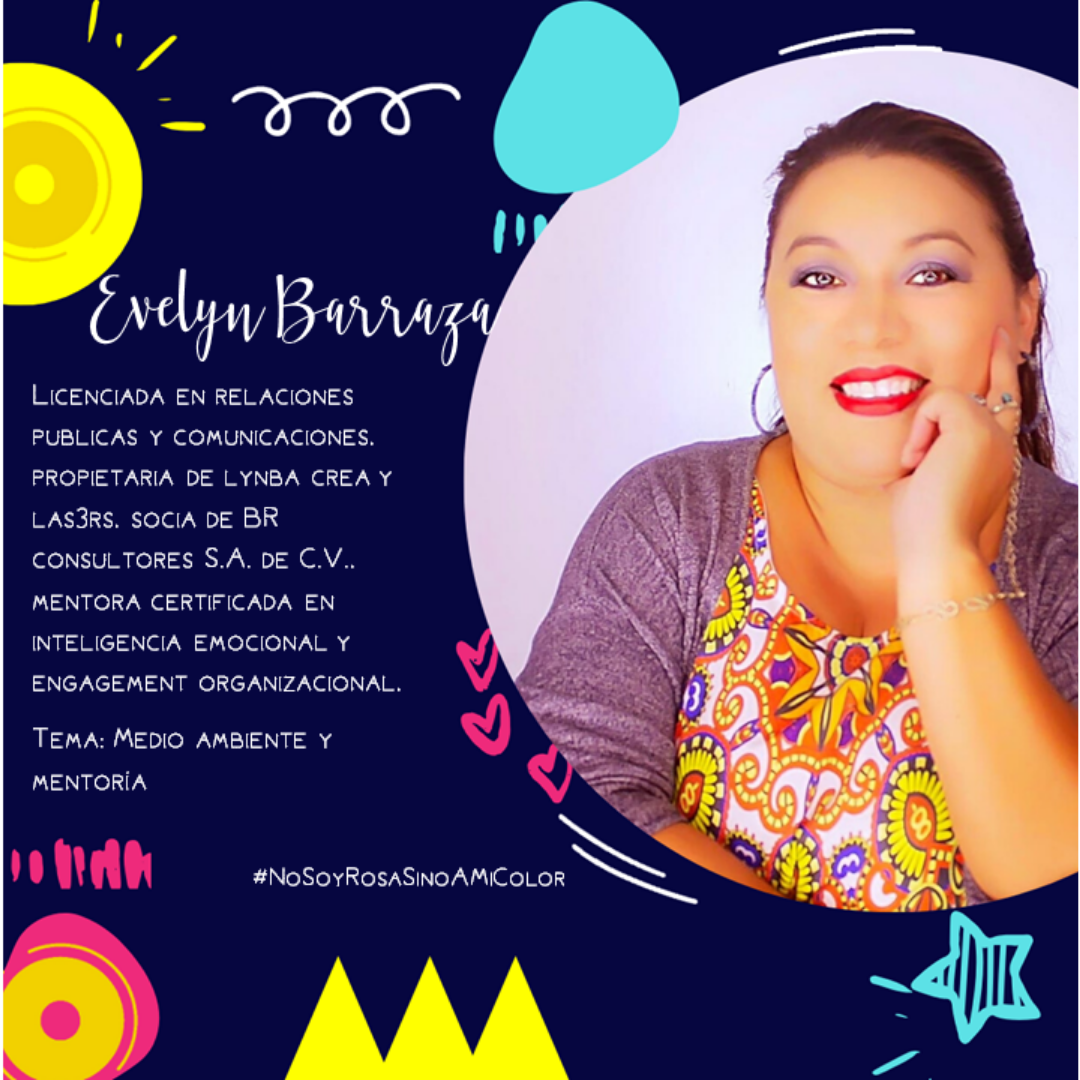 Evelyn Barraza
Licenciada en relaciones
publicas y comunicaciones.
propietaria de lynba crea y
las3rs. socia de BR
consultores S.A. de C.V..
mentora certificada en
inteligencia emocional y
engagement organizacional.
Tema: Medio ambiente y
mentoría
#NoSoyRosaSinoAMiColor